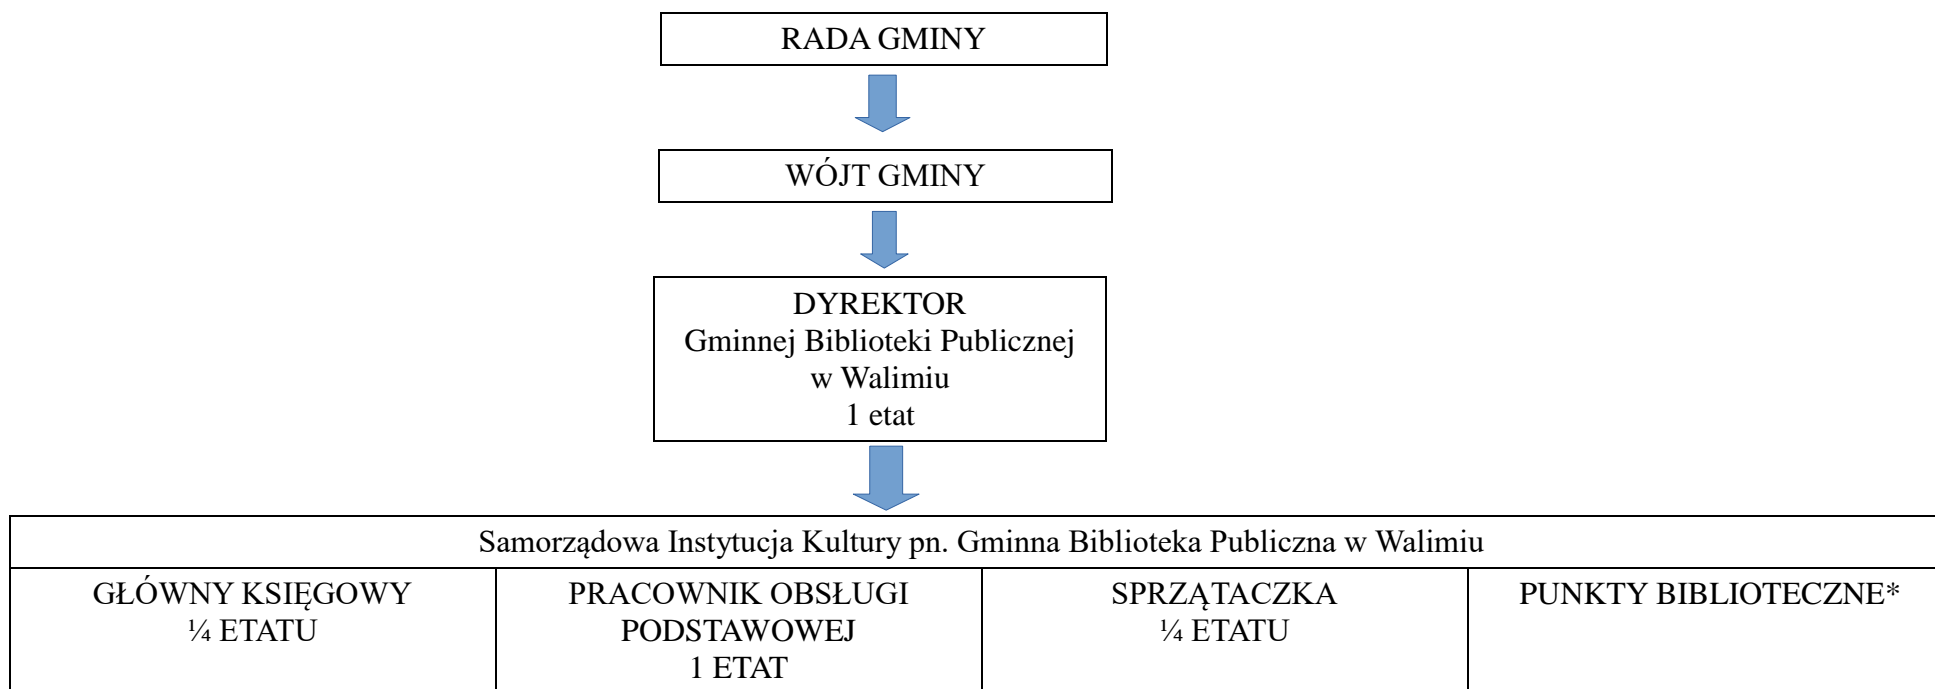 RADA GMINY
WÓJT GMINY
DYREKTOR
Gminnej Biblioteki Publicznej
w Walimiu
1 etat
Samorządowa Instytucja Kultury pn. Gminna Biblioteka Publiczna w Walimiu
GŁÓWNY KSIĘGOWY
¼ ETATU
PRACOWNIK OBSŁUGI
PODSTAWOWEJ
1 ETAT
SPRZĄTACZKA
¼ ETATU
PUNKTY BIBLIOTECZNE*